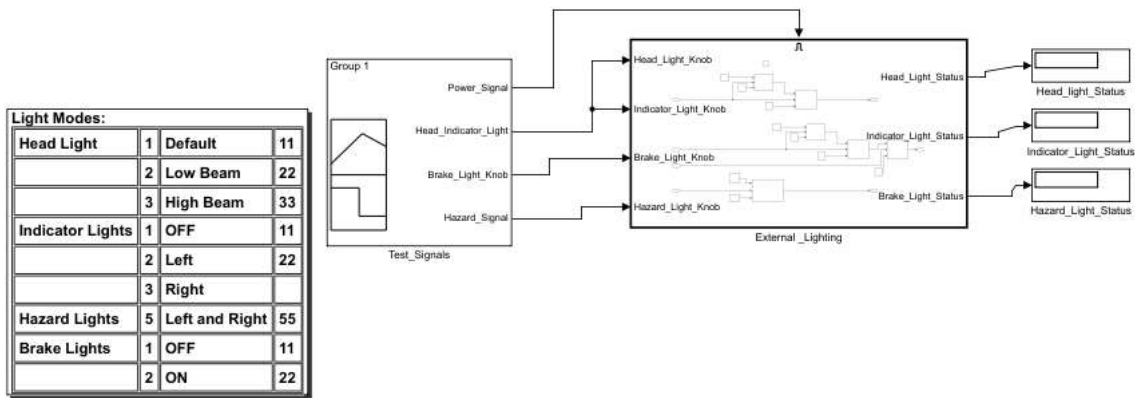 Light Modes:
Head Light 1 Default 11
2 Low Beam 22
3 High Beam 33
Indicator Lights 1 OFF 11
2 Left 22
3 Right
Hazard Lights 5 Left and Right 55
Brake Lights 1 OFF 11
2 ON 22
Group 1
Power_Signal
Head_Indicator_Light
Brake_Light_Knob
Hazard_Signal
Test_Signals
Head_Light_Knob
Indicator_Light_Knob
Brake_Light_Knob
Hazard_Light_Knob
Head_Light_Status
Indicator_Light_Status
Brake_Light_Status
External _Lighting
Head_light_Status
Indicator_Light_Status
Hazard_Light_Status